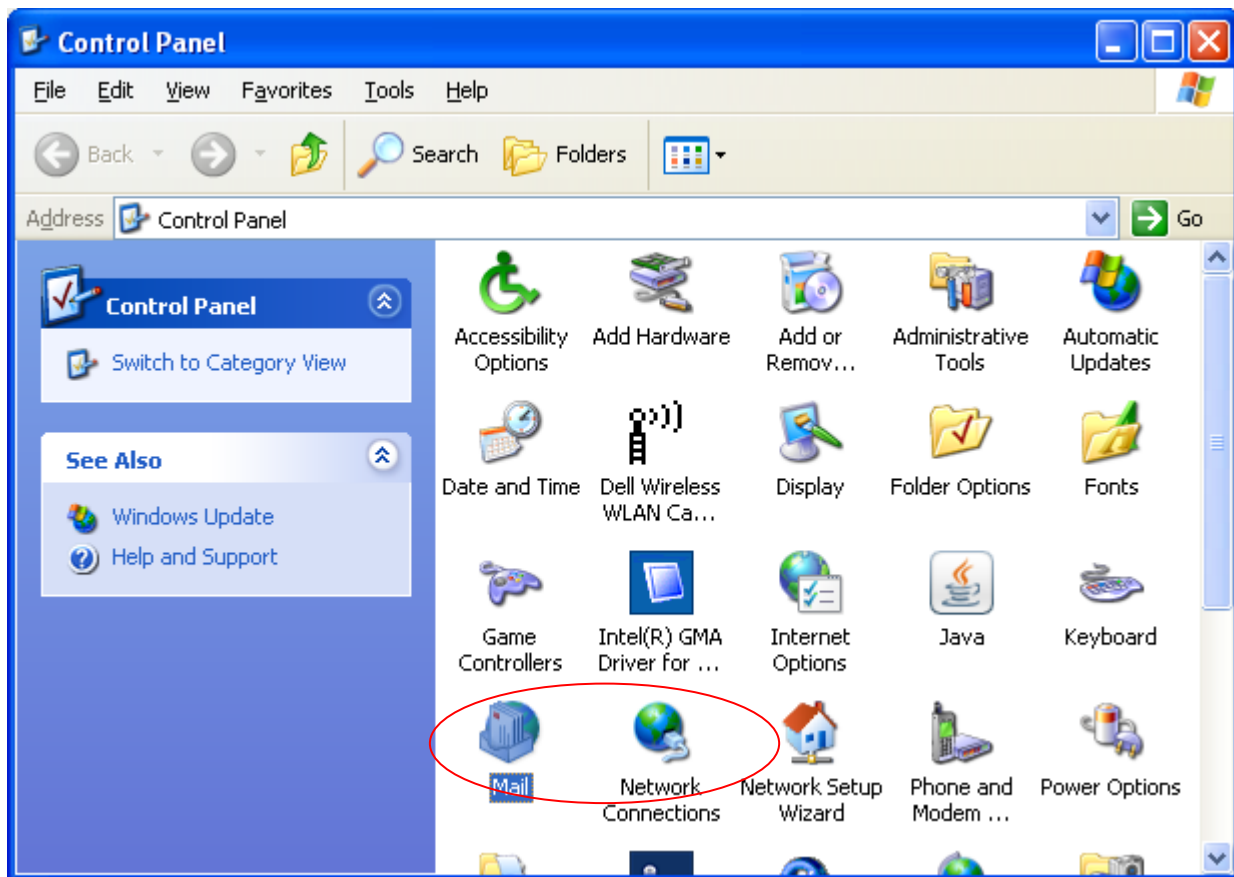 Control Panel
File Edit View Favorites Tools Help
Back Search Folders
Address Control Panel Go
Control Panel
Switch to Category View
See Also
Windows Update
Help and Support
Accessibility Options
Add Hardware
Add or Remov...
Administrative Tools
Automatic Updates
Date and Time
Dell Wireless WLAN Ca...
Display
Folder Options
Fonts
Game Controllers
Intel(R) GMA Driver for ...
Internet Options
Java
Keyboard
Mail
Network Connections
Network Setup Wizard
Phone and Modem ...
Power Options